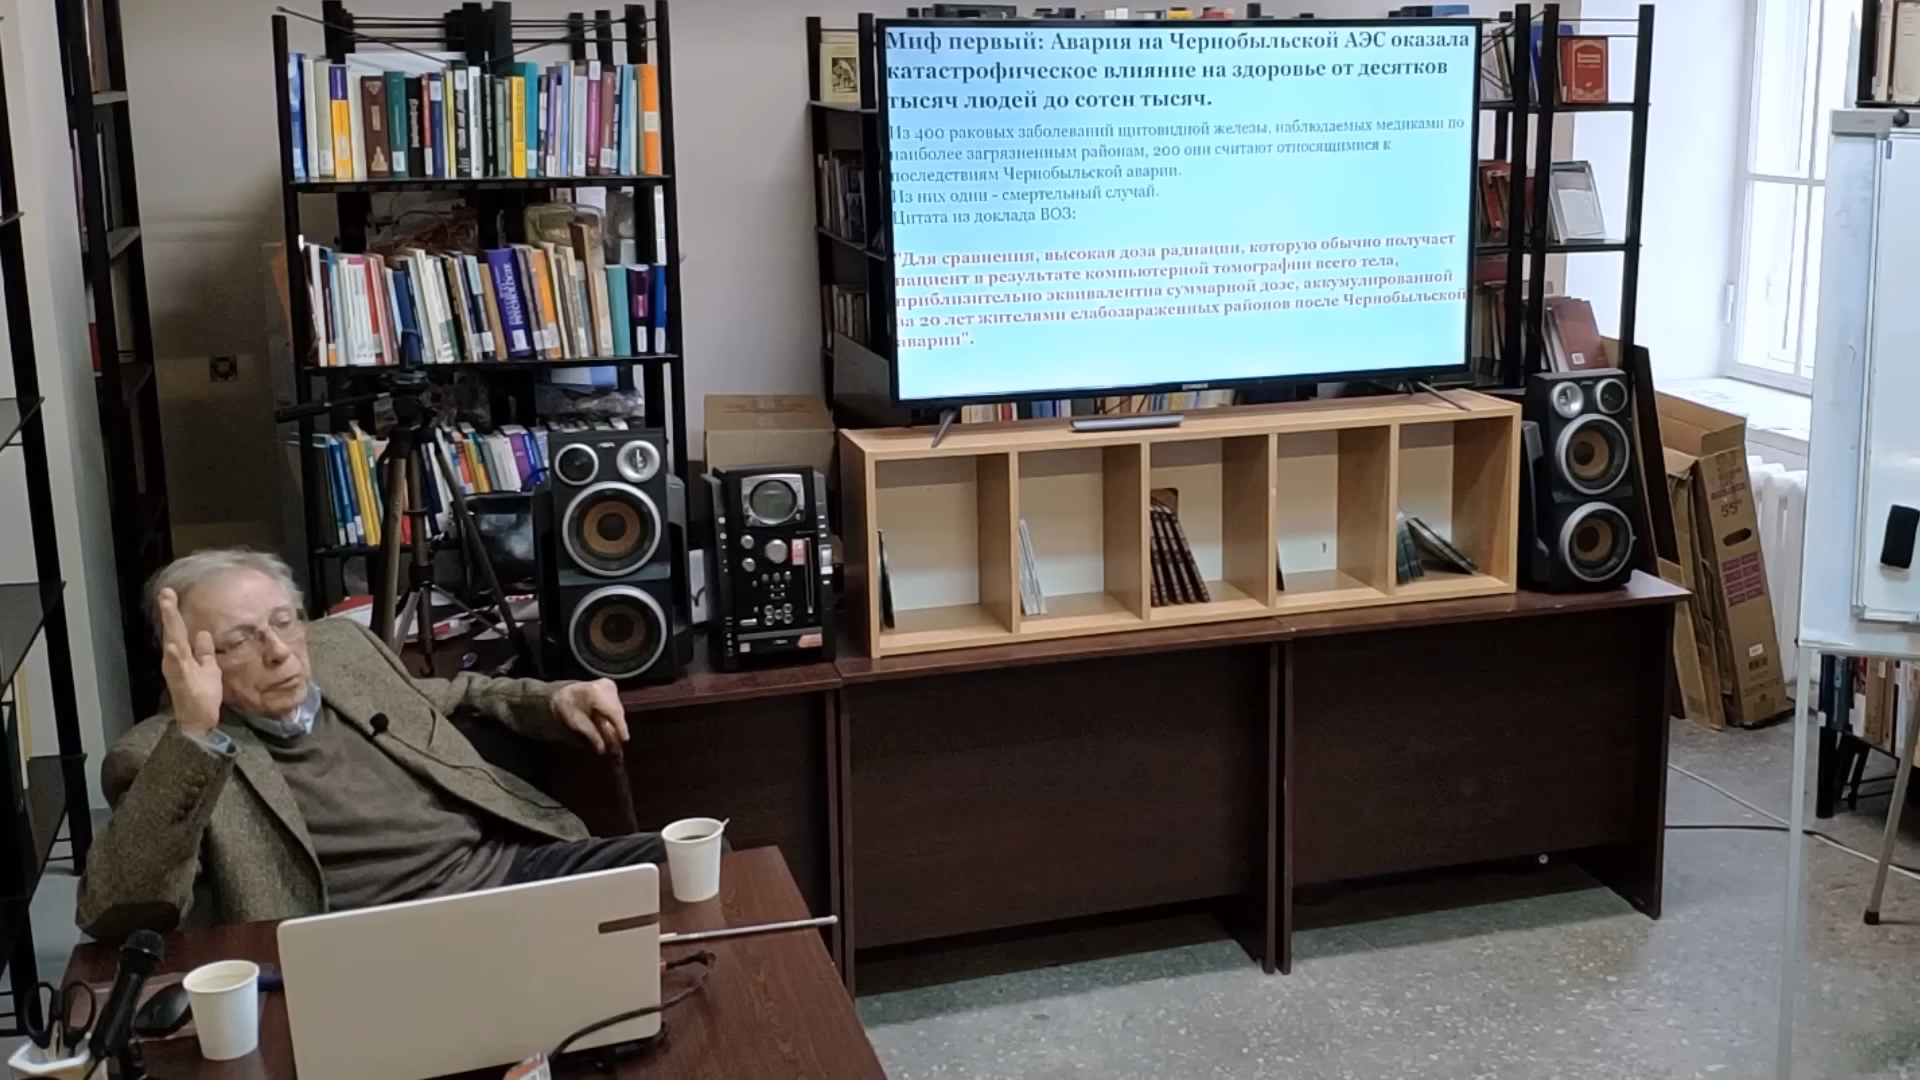 Миф первый: Авария на Чернобыльской АЭС оказала
катастрофическое влияние на здоровье от десятков
тысяч людей до сотен тысяч.
Из 400 раковых заболеваний щитовидной железы, наблюдаемых медиками по
наиболее загрязненным районам, 200 они считают относящимися к
последствиям Чернобыльской аварии.
Из них один - смертельный случай.
Цитата из доклада ВОЗ:
"Для сравнения, высокая доза радиации, которую обычно получает
пациент в результате компьютерной томографии всего тела,
приблизительно эквивалентна суммарной дозе, аккумулированной
за 20 лет жителями слабозараженных районов после Чернобыльской
аварии".
55"